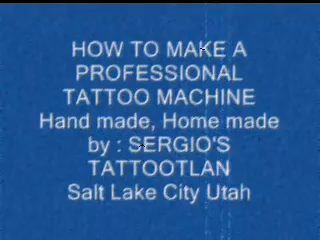 HOW TO MAKE A
PROFESSIONAL
TATTOO MACHINE
Hand made, Home made
by : SERGIO'S
TATTOOTLAN
Salt Lake City Utah